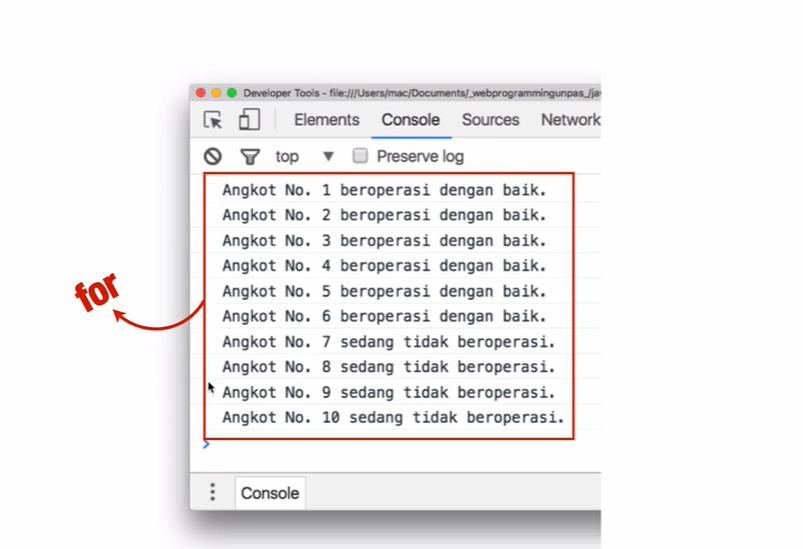 Developer Tools - file:///Users/mac/Documents/_webprogrammingunpas_/jav
Elements Console Sources Network
top Preserve log
Angkot No. 1 beroperasi dengan baik.
Angkot No. 2 beroperasi dengan baik.
Angkot No. 3 beroperasi dengan baik.
Angkot No. 4 beroperasi dengan baik.
Angkot No. 5 beroperasi dengan baik.
Angkot No. 6 beroperasi dengan baik.
Angkot No. 7 sedang tidak beroperasi.
Angkot No. 8 sedang tidak beroperasi.
Angkot No. 9 sedang tidak beroperasi.
Angkot No. 10 sedang tidak beroperasi.
for
Console